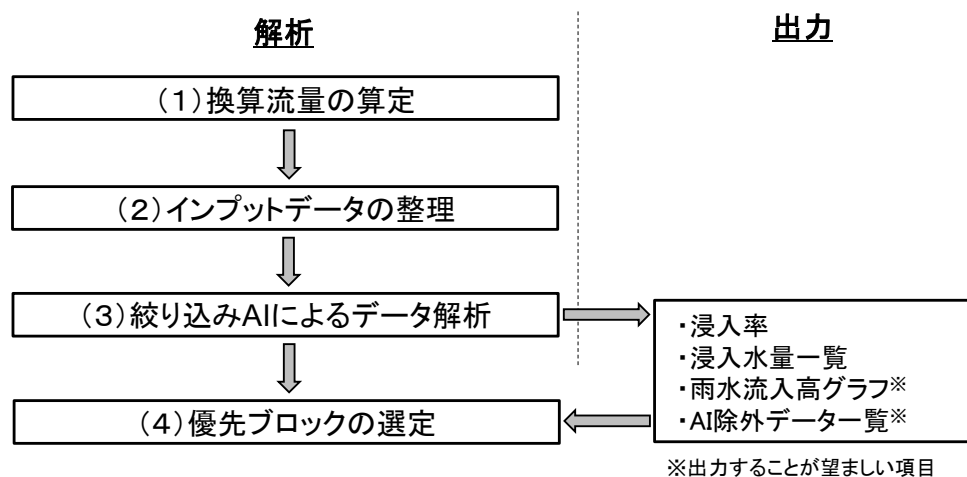 解析
出力
(1)換算流量の算定
(2)インプットデータの整理
(3)絞り込みAIによるデータ解析
(4)優先ブロックの選定
・浸入率
・浸入水量一覧
・雨水流入高グラフ※
・AI除外データ一覧※
※出力することが望ましい項目